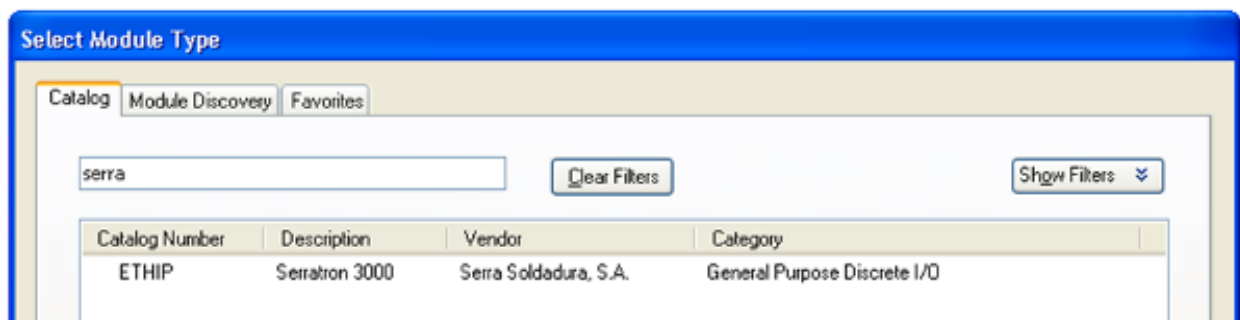 Select Module Type
Catalog Module Discovery Favorites
serra Clear Filters Show Filters
Catalog Number Description Vendor Category
ETHIP Serratron 3000 Serra Soldadura, S.A. General Purpose Discrete I/O